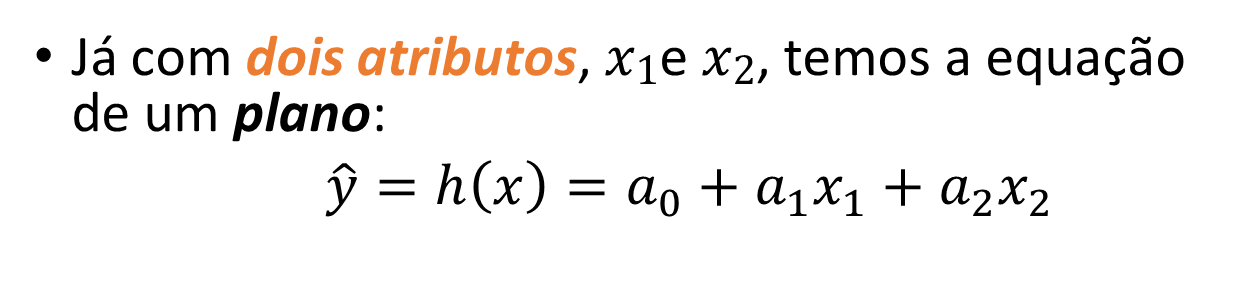 • Já com dois atributos, x₁e x₂, temos a equação
de um plano:
ŷ = h(x) = a₀ + a₁x₁ + a₂x₂